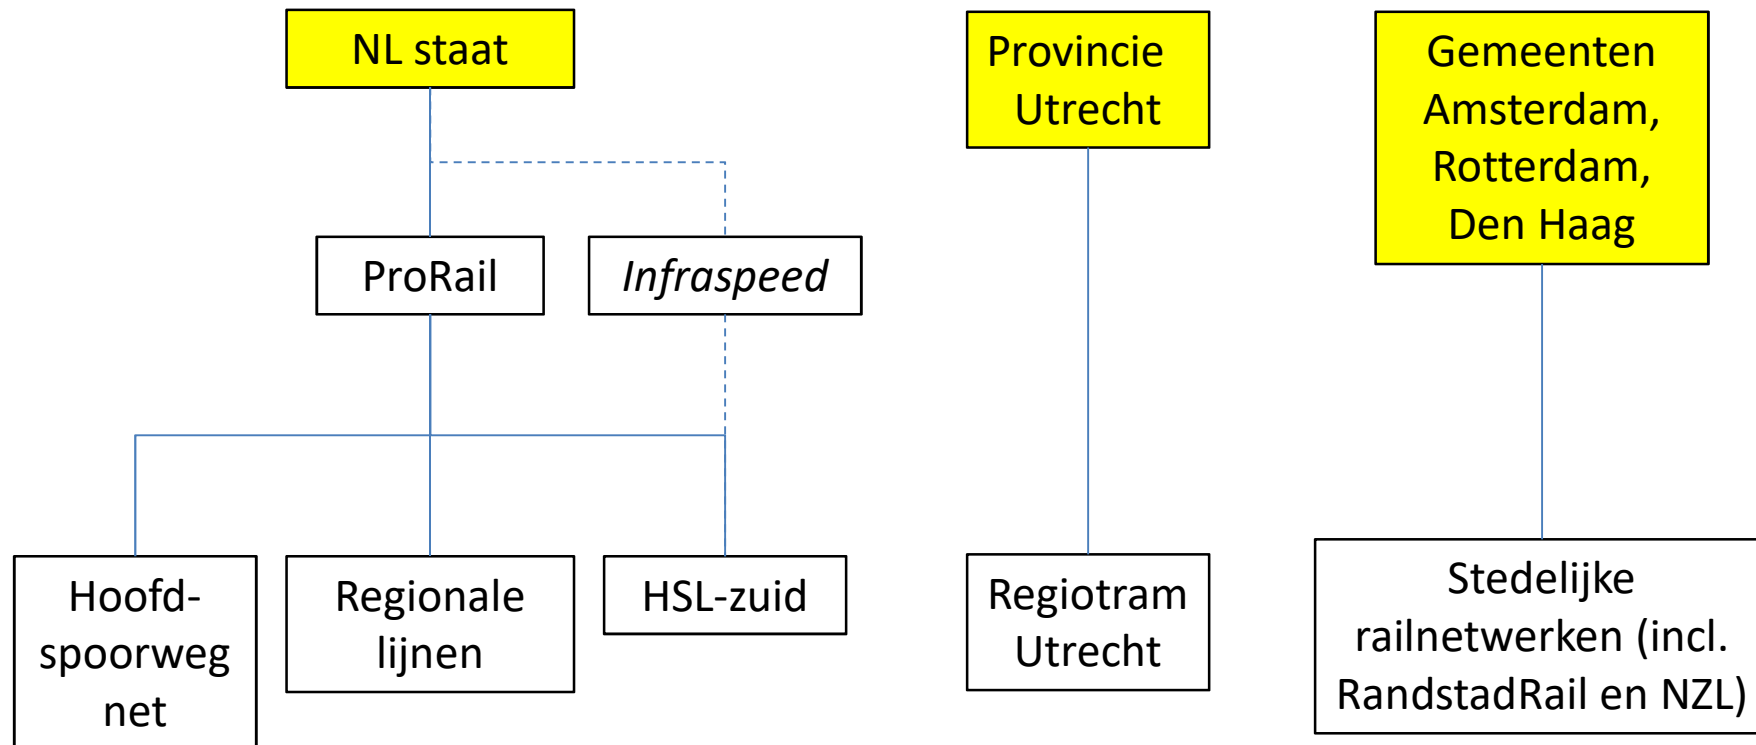 NL staat
Provincie
Utrecht
Gemeenten
Amsterdam,
Rotterdam,
Den Haag
ProRail
Infraspeed
Hoofd-
spoorweg
net
Regionale
lijnen
HSL-zuid
Regiotram
Utrecht
Stedelijke
railnetwerken (incl.
RandstadRail en NZL)